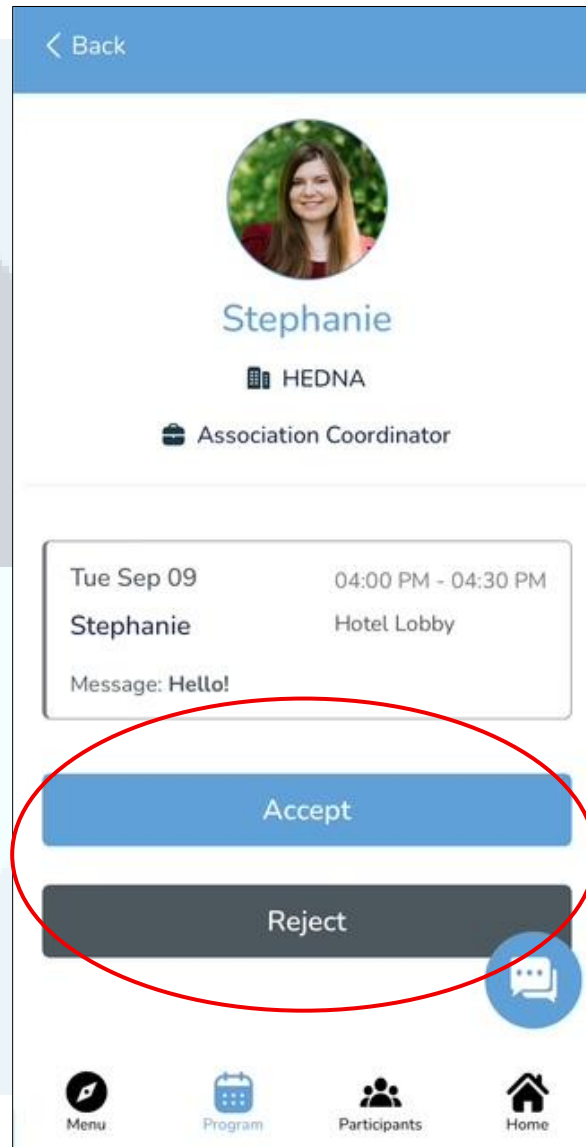 Back
Stephanie
HEDNA
Association Coordinator
Tue Sep 09 04:00 PM - 04:30 PM
Stephanie Hotel Lobby
Message: Hello!
Accept
Reject
Menu Program Participants Home